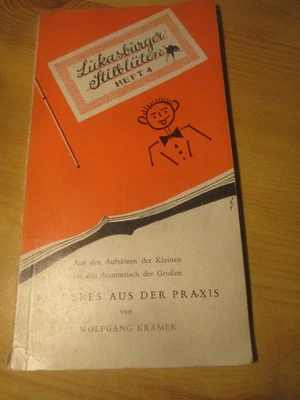 Lukasburger
Stilblüten
HEFT 4
Aus den Aufsätzen der Kleinen
für den Stammtisch der Großen
HEITERES AUS DER PRAXIS
von
WOLFGANG KRÄMER